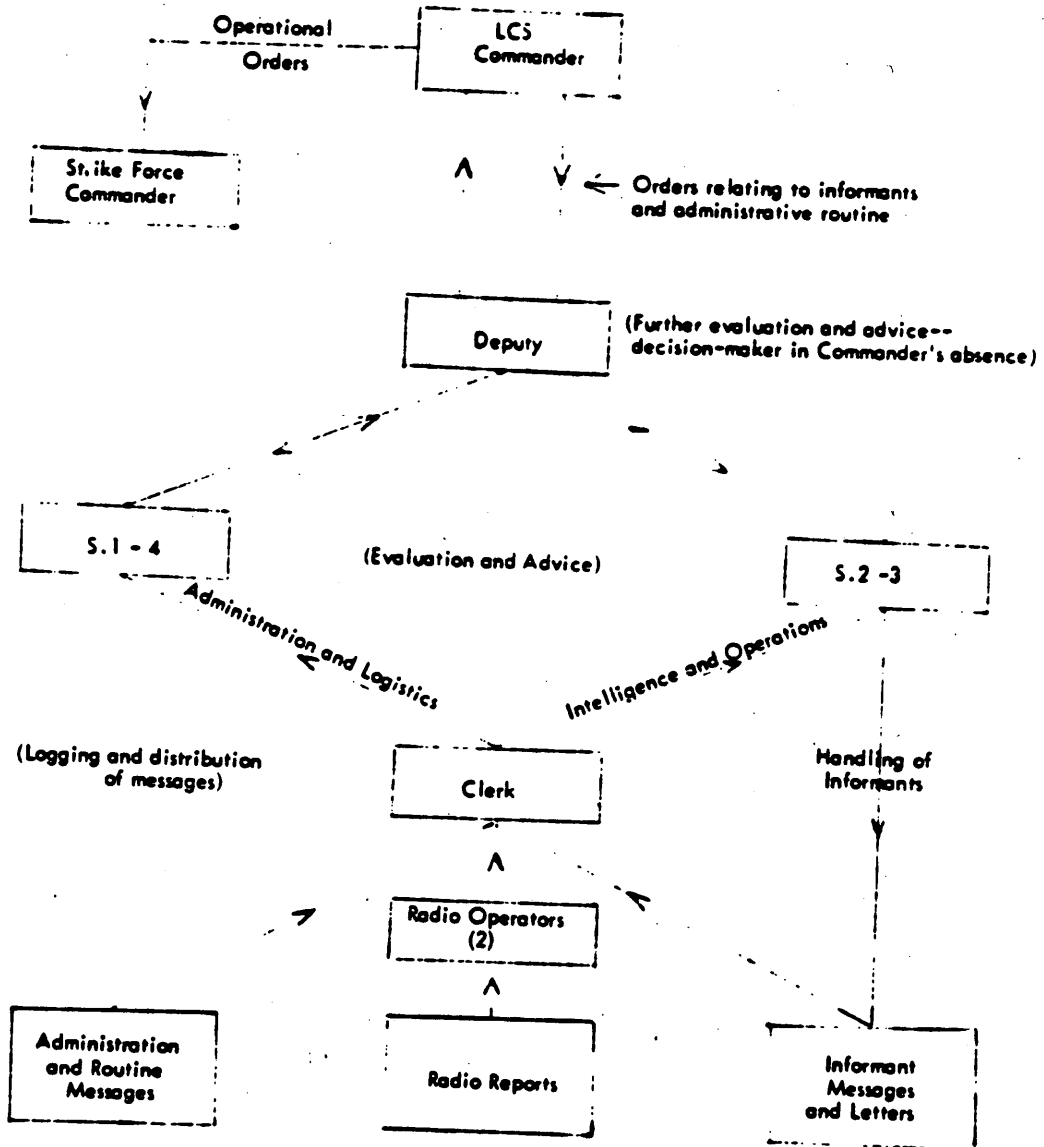 Operational
Orders
LCS
Commander
Strike Force
Commander
Orders relating to informants
and administrative routine
Deputy
(Further evaluation and advice--
decision-maker in Commander's absence)
S.1 - 4
(Evaluation and Advice)
S.2 -3
Administration and Logistics
Intelligence and Operations
(Logging and distribution
of messages)
Clerk
Handling of
Informants
Radio Operators
(2)
Administration
and Routine
Messages
Radio Reports
Informant
Messages
and Letters